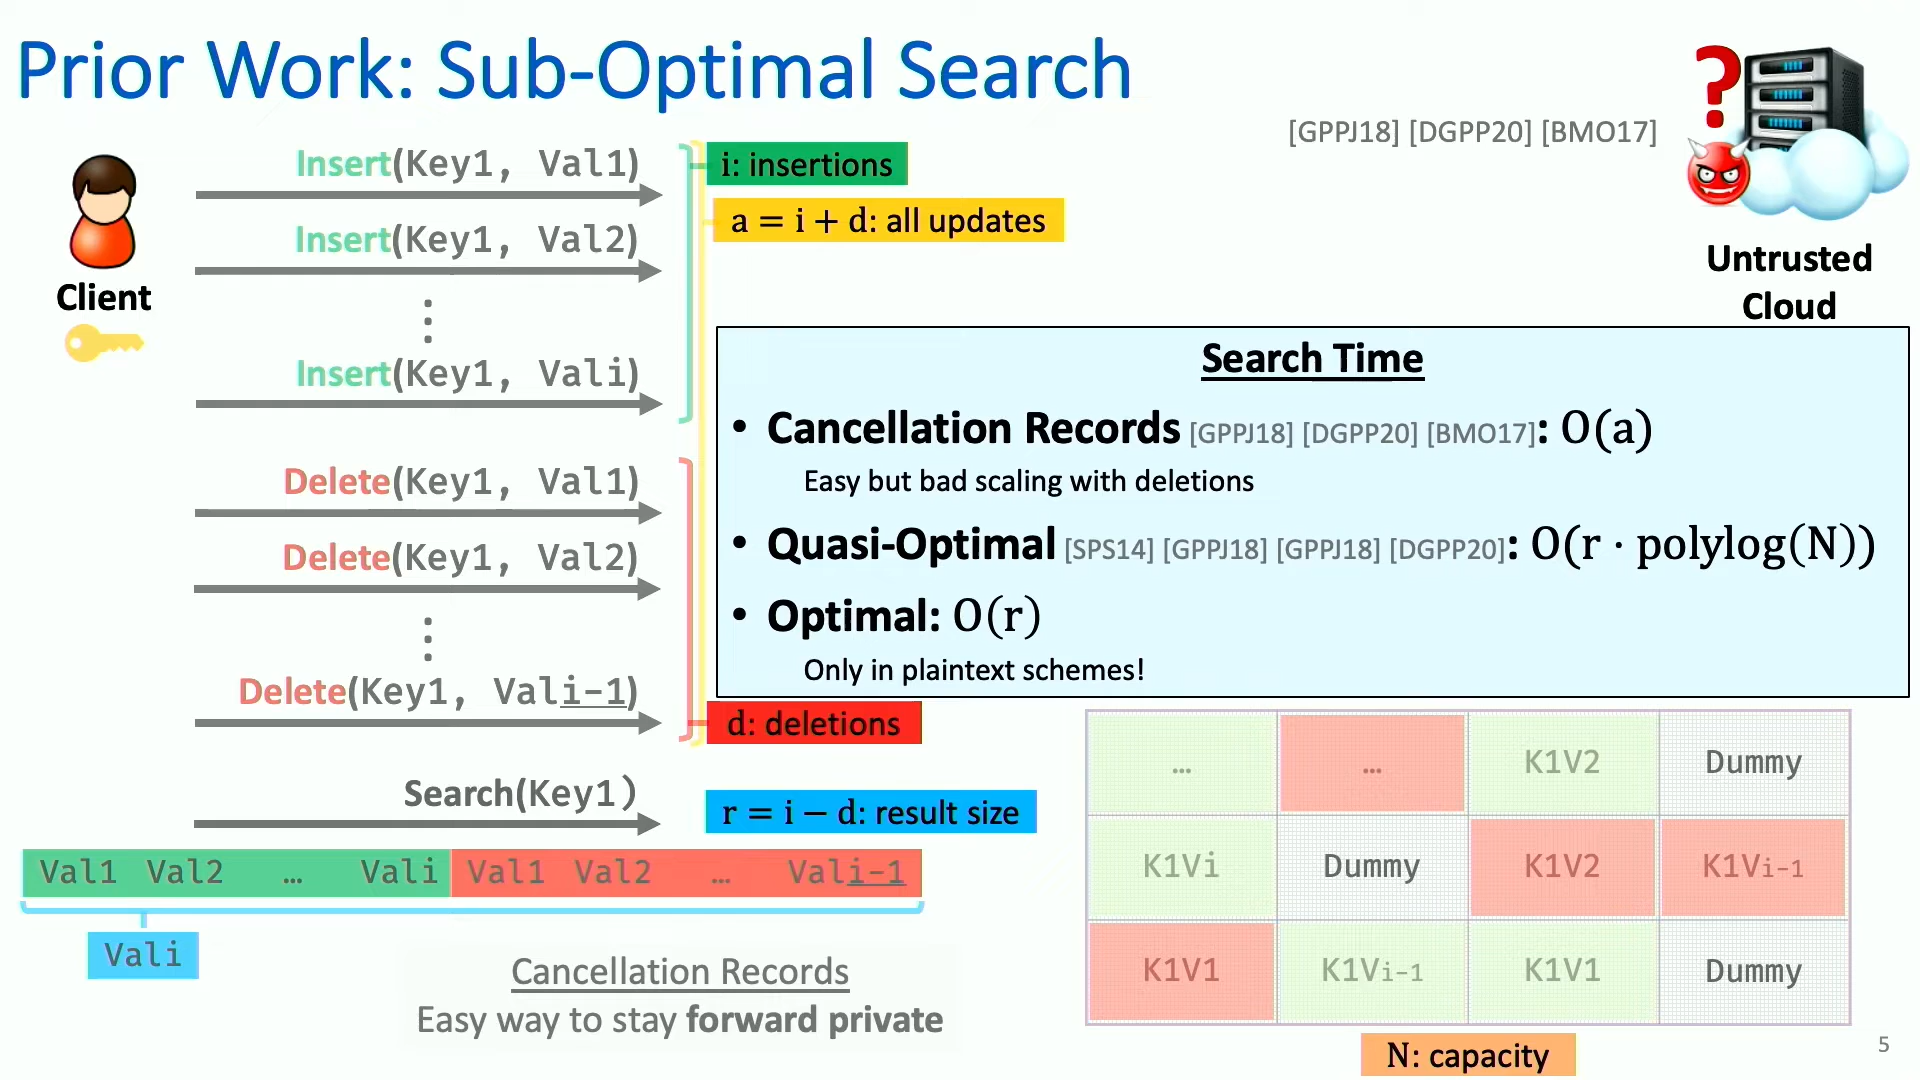 Prior Work: Sub-Optimal Search
[GPPJ18] [DGPP20] [BMO17]
Client
Insert(Key1, Val1)
Insert(Key1, Val2)
⋮
Insert(Key1, Vali)
Delete(Key1, Val1)
Delete(Key1, Val2)
⋮
Delete(Key1, Vali-1)
Search(Key1)
i: insertions
a = i + d: all updates
d: deletions
r = i − d: result size
Untrusted
Cloud
Search Time
• Cancellation Records [GPPJ18] [DGPP20] [BMO17]: O(a)
Easy but bad scaling with deletions
• Quasi-Optimal [SPS14] [GPPJ18] [GPPJ18] [DGPP20]: O(r · polylog(N))
• Optimal: O(r)
Only in plaintext schemes!
Val1 Val2 … Vali Val1 Val2 … Vali-1
Vali
Cancellation Records
Easy way to stay forward private
… … K1V2 Dummy
K1Vi Dummy K1V2 K1Vi-1
K1V1 K1Vi-1 K1V1 Dummy
N: capacity
5